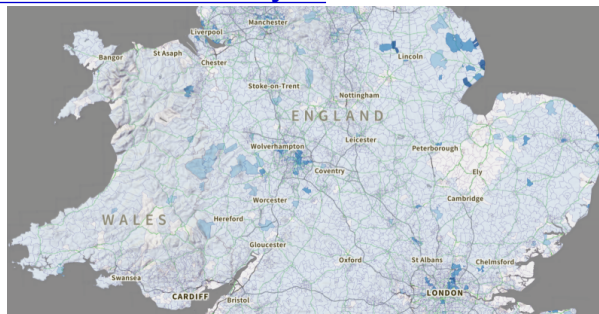 Manchester
Liverpool
Bangor
St Asaph
Lincoln
Chester
Stoke-on-Trent
Nottingham
ENGLAND
Wolverhampton
Leicester
Peterborough
Coventry
Ely
Worcester
Cambridge
WALES
Hereford
Gloucester
Oxford
St Albans
Chelmsford
Swansea
CARDIFF
Bristol
LONDON